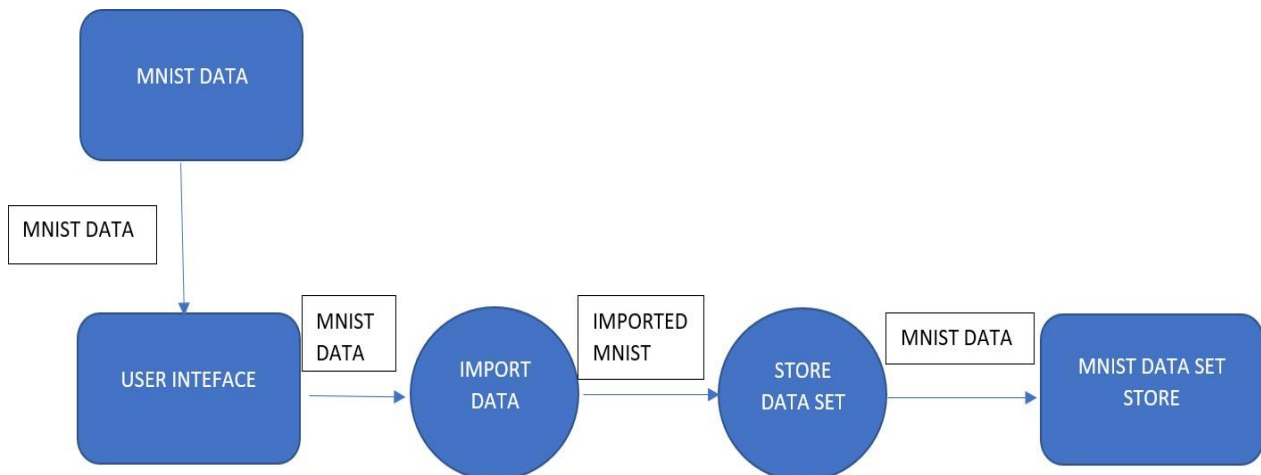 MNIST DATA
MNIST DATA
USER INTEFACE
MNIST
DATA
IMPORT
DATA
IMPORTED
MNIST
STORE
DATA SET
MNIST DATA
MNIST DATA SET
STORE